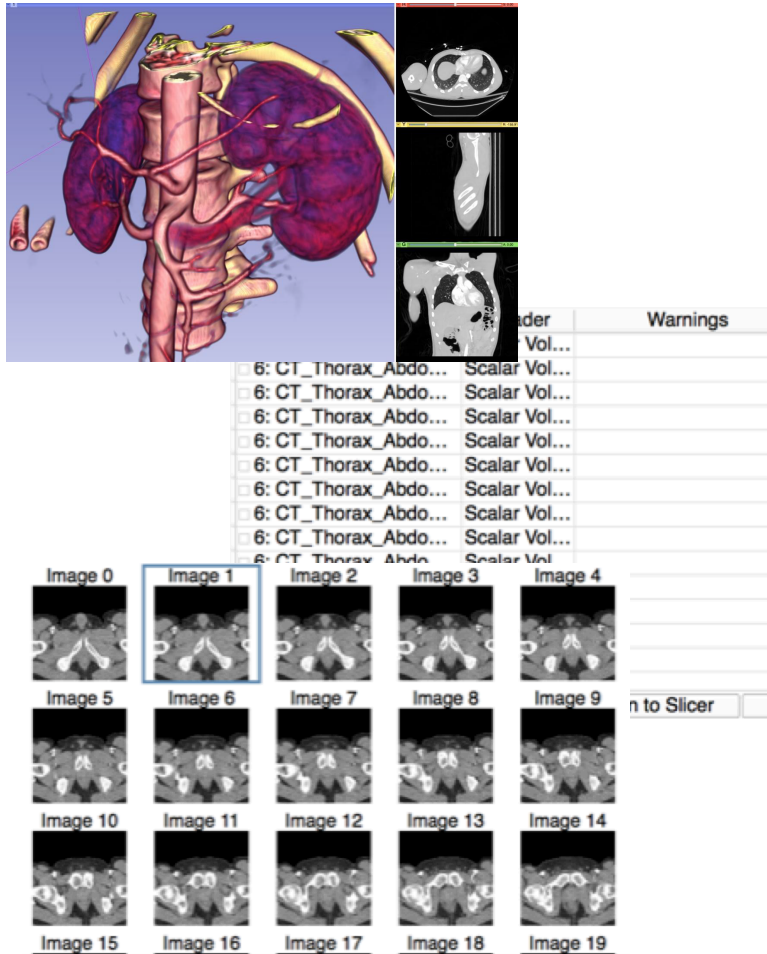 ader Warnings
r Vol...
6: CT_Thorax_Abdo... Scalar Vol...
6: CT_Thorax_Abdo... Scalar Vol...
6: CT_Thorax_Abdo... Scalar Vol...
6: CT_Thorax_Abdo... Scalar Vol...
6: CT_Thorax_Abdo... Scalar Vol...
6: CT_Thorax_Abdo... Scalar Vol...
6: CT_Thorax_Abdo... Scalar Vol...
6: CT_Thorax_Abdo... Scalar Vol...
6: CT_Thorax_Abdo Scalar Vol...
Image 0 Image 1 Image 2 Image 3 Image 4
Image 5 Image 6 Image 7 Image 8 Image 9
n to Slicer
Image 10 Image 11 Image 12 Image 13 Image 14
Image 15 Image 16 Image 17 Image 18 Image 19